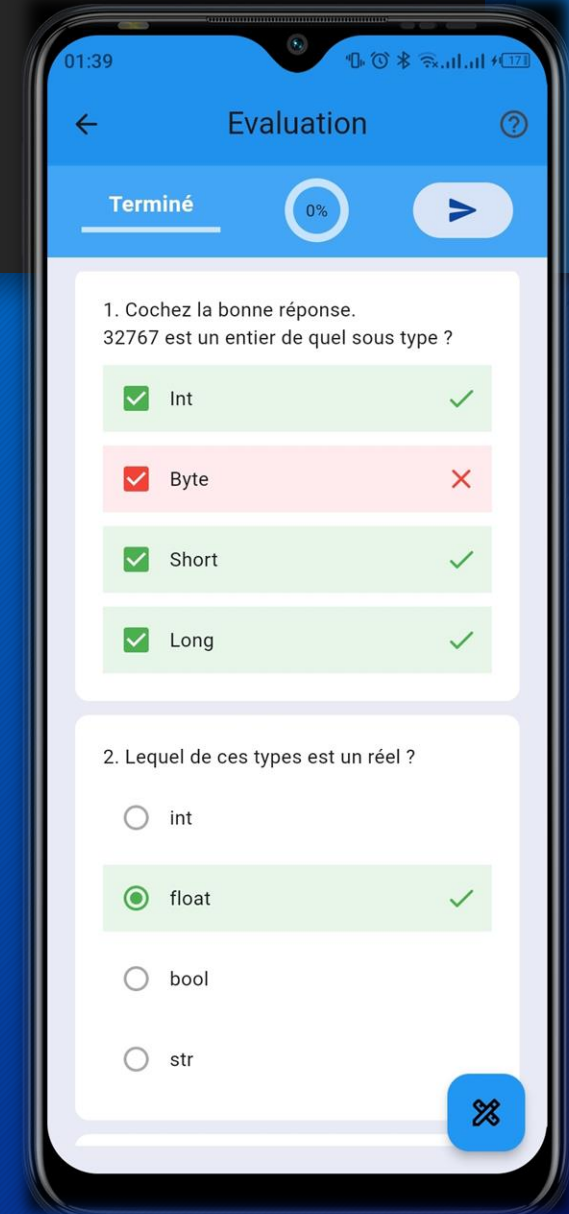 01:39
17
Evaluation
Terminé
0%
1. Cochez la bonne réponse.
32767 est un entier de quel sous type ?
Int
Byte
Short
Long
2. Lequel de ces types est un réel ?
int
float
bool
str